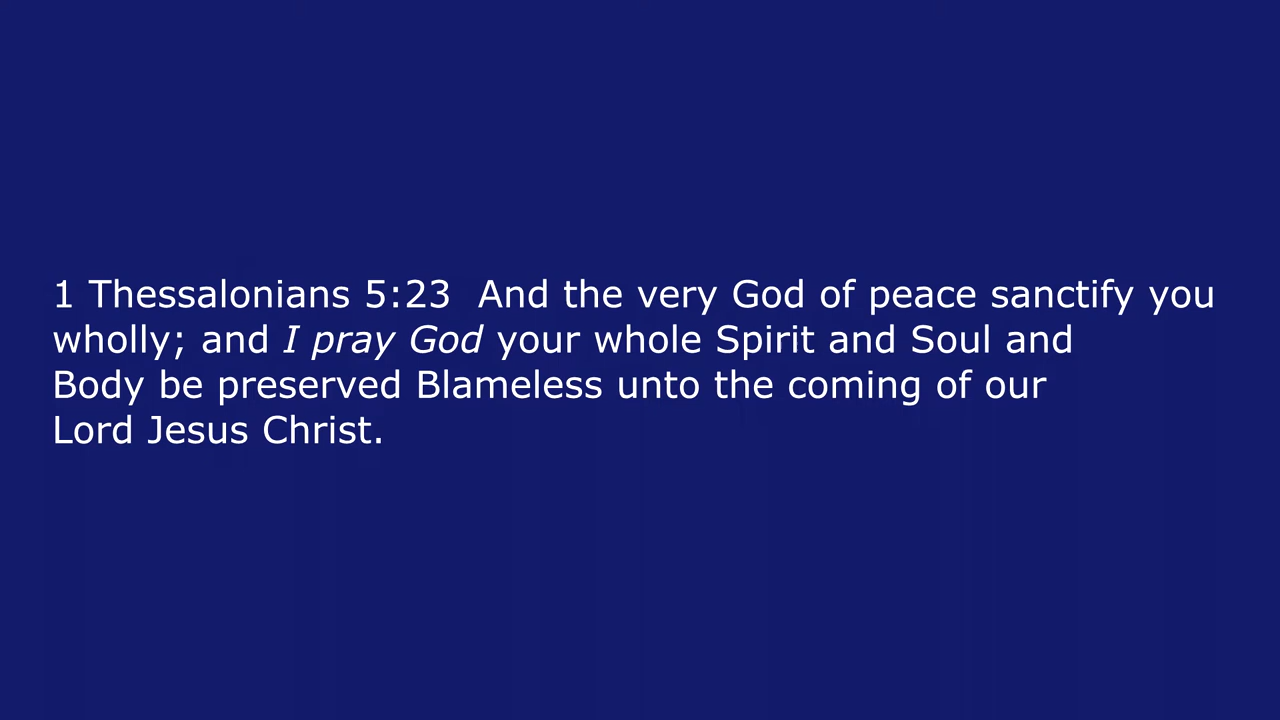 1 Thessalonians 5:23  And the very God of peace sanctify you
wholly; and I pray God your whole Spirit and Soul and
Body be preserved Blameless unto the coming of our
Lord Jesus Christ.